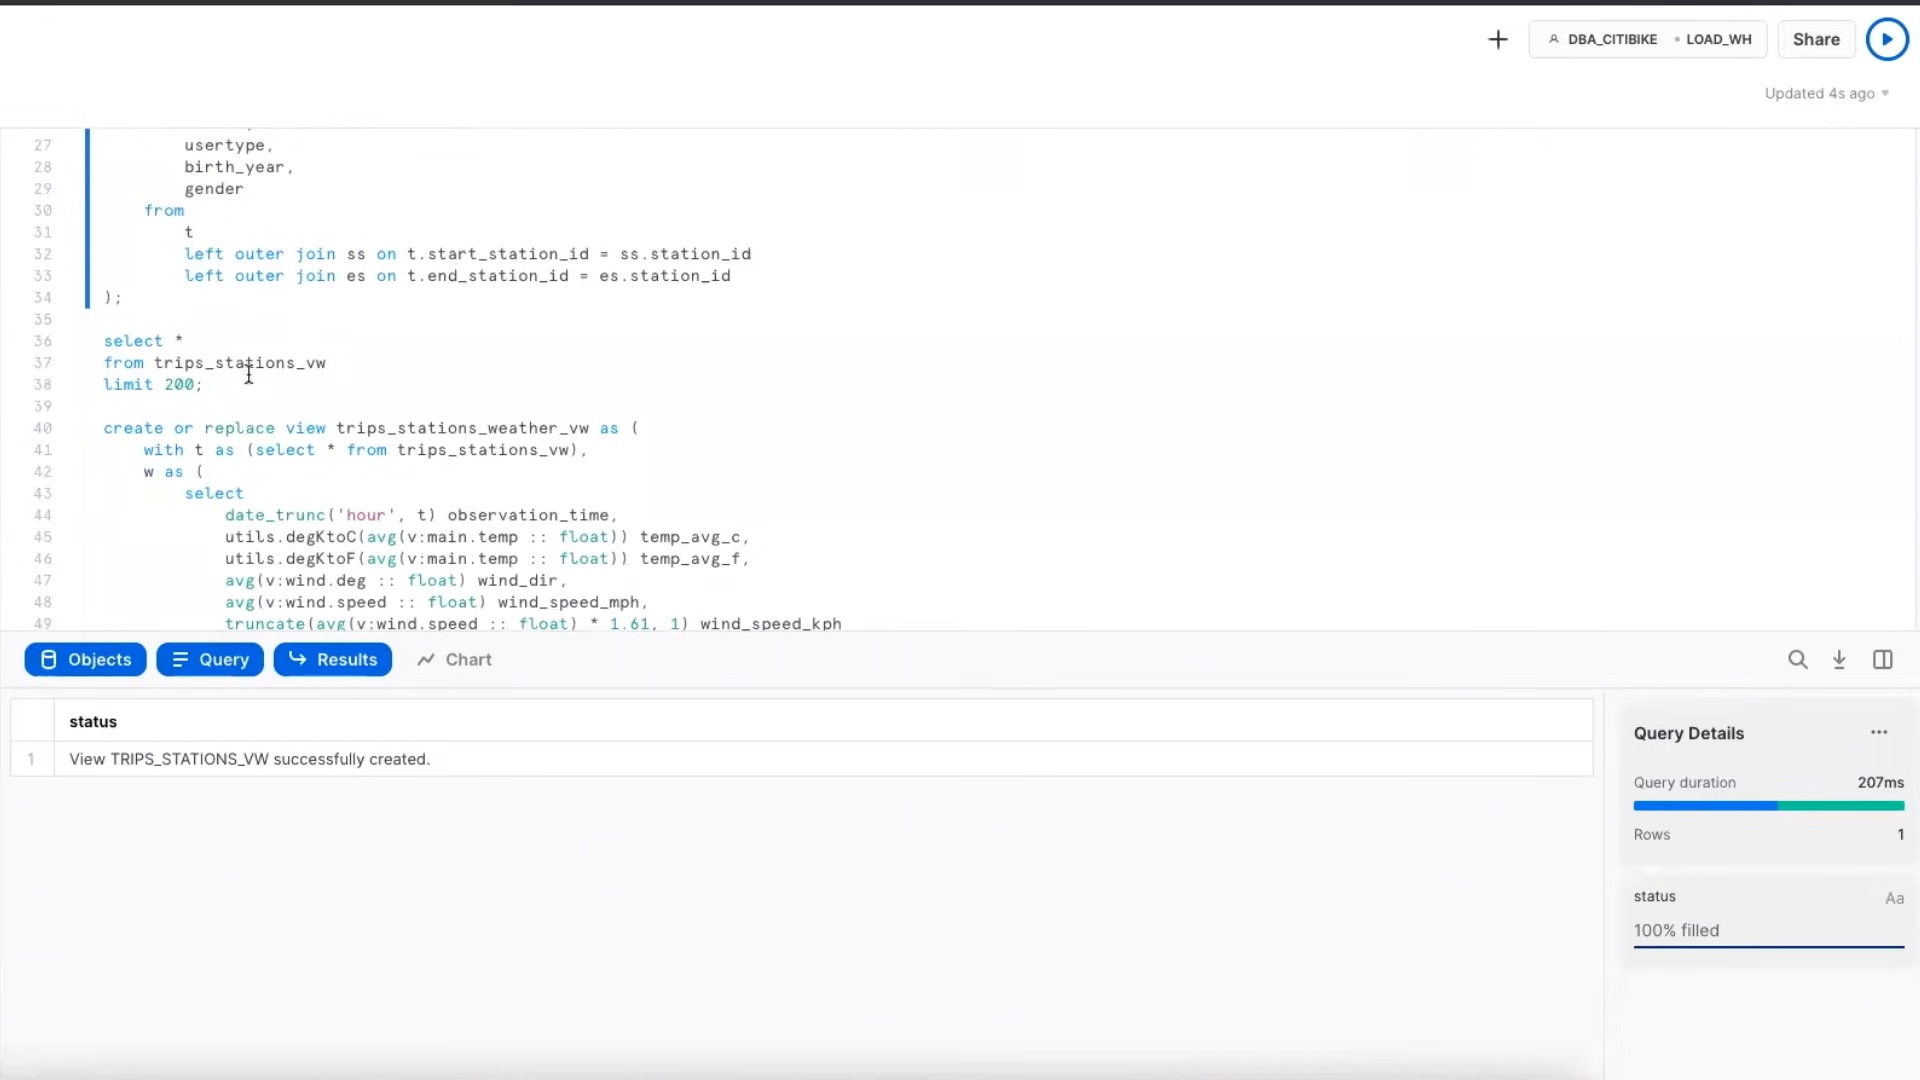 DBA_CITIBIKE • LOAD_WH Share
Updated 4s ago
27 usertype,
28 birth_year,
29 gender
30 from
31 t
32 left outer join ss on t.start_station_id = ss.station_id
33 left outer join es on t.end_station_id = es.station_id
34 );
35
36 select *
37 from trips_stations_vw
38 limit 200;
39
40 create or replace view trips_stations_weather_vw as (
41 with t as (select * from trips_stations_vw),
42 w as (
43 select
44 date_trunc('hour', t) observation_time,
45 utils.degKtoC(avg(v:main.temp :: float)) temp_avg_c,
46 utils.degKtoF(avg(v:main.temp :: float)) temp_avg_f,
47 avg(v:wind.deg :: float) wind_dir,
48 avg(v:wind.speed :: float) wind_speed_mph,
49 truncate(avg(v:wind.speed :: float) * 1.61, 1) wind_speed_kph
Objects Query Results Chart
status
1 View TRIPS_STATIONS_VW successfully created.
Query Details ...
Query duration 207ms
Rows 1
status Aa
100% filled